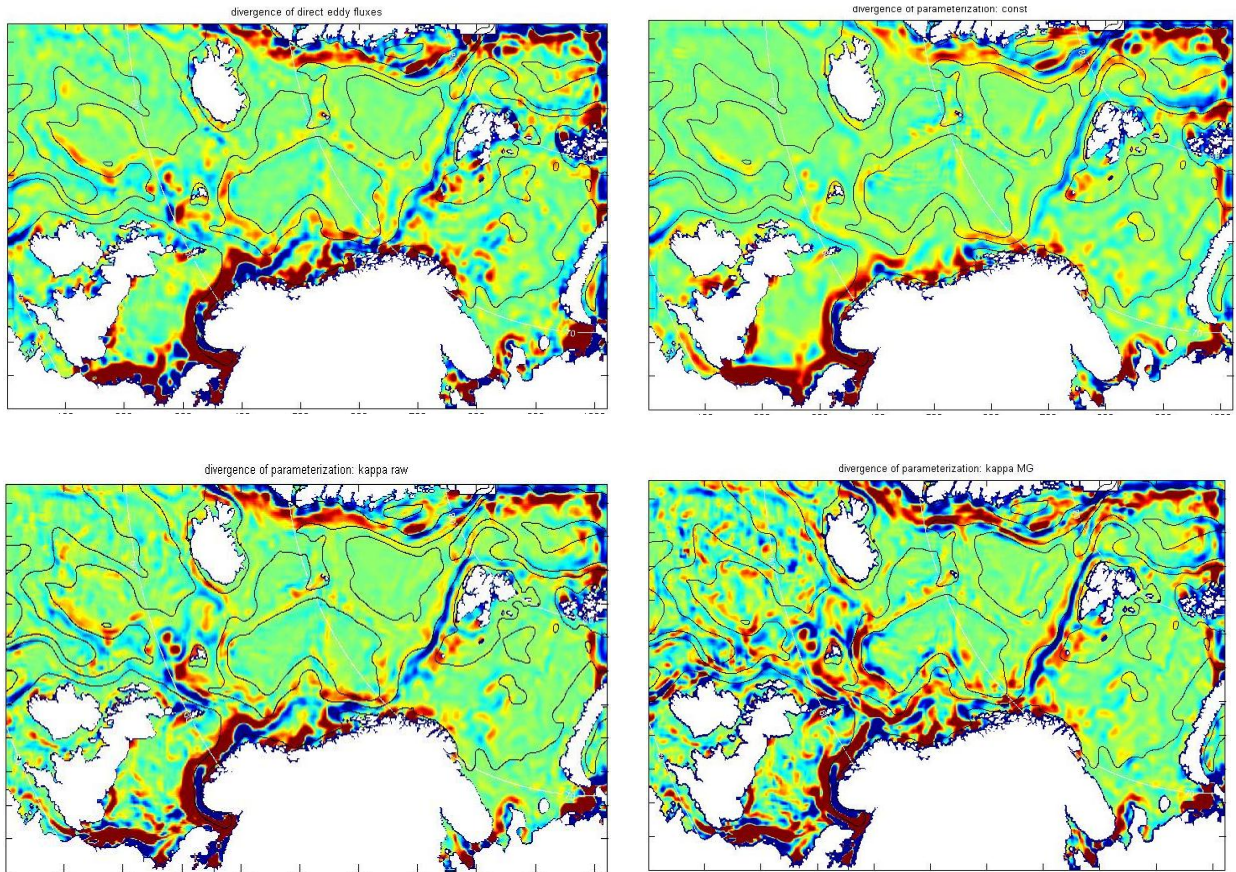 divergence of direct eddy fluxes
divergence of parameterization: const
divergence of parameterization: kappa raw
divergence of parameterization: kappa MG